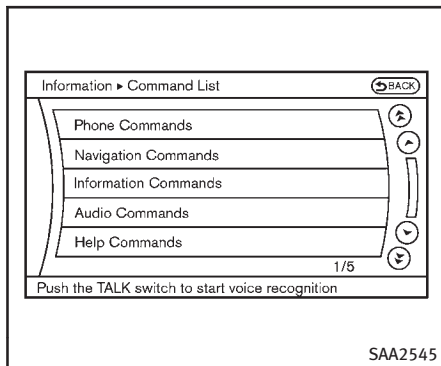 Information ▸ Command List
BACK
Phone Commands
Navigation Commands
Information Commands
Audio Commands
Help Commands
1/5
Push the TALK switch to start voice recognition
SAA2545